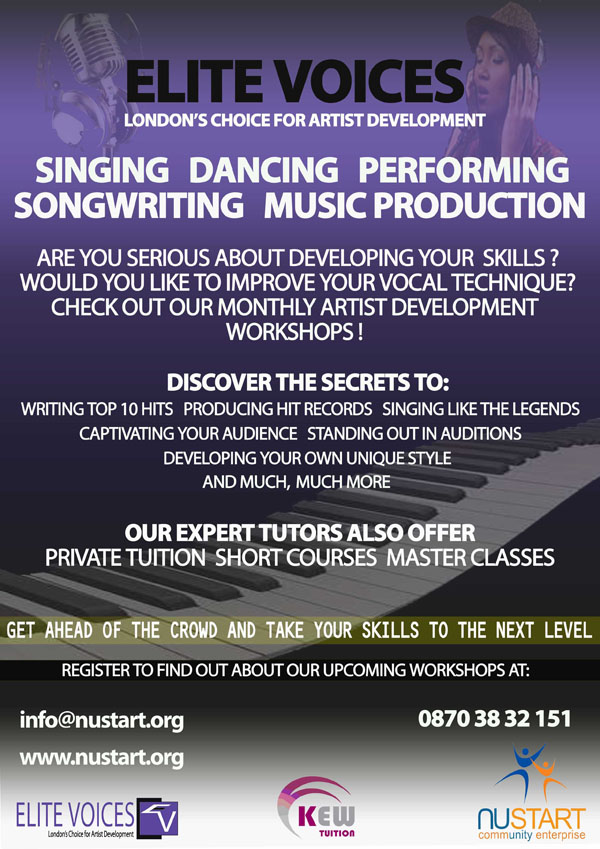 ELITE VOICES
LONDON'S CHOICE FOR ARTIST DEVELOPMENT
SINGING DANCING PERFORMING
SONGWRITING MUSIC PRODUCTION
ARE YOU SERIOUS ABOUT DEVELOPING YOUR SKILLS ?
WOULD YOU LIKE TO IMPROVE YOUR VOCAL TECHNIQUE?
CHECK OUT OUR MONTHLY ARTIST DEVELOPMENT
WORKSHOPS !
DISCOVER THE SECRETS TO:
WRITING TOP 10 HITS PRODUCING HIT RECORDS SINGING LIKE THE LEGENDS
CAPTIVATING YOUR AUDIENCE STANDING OUT IN AUDITIONS
DEVELOPING YOUR OWN UNIQUE STYLE
AND MUCH, MUCH MORE
OUR EXPERT TUTORS ALSO OFFER
PRIVATE TUITION SHORT COURSES MASTER CLASSES
GET AHEAD OF THE CROWD AND TAKE YOUR SKILLS TO THE NEXT LEVEL
REGISTER TO FIND OUT ABOUT OUR UPCOMING WORKSHOPS AT:
info@nustart.org
0870 38 32 151
www.nustart.org
ELITE VOICES
London's Choice for Artist Development
EV
KEW
TUITION
nuSTART
community enterprise